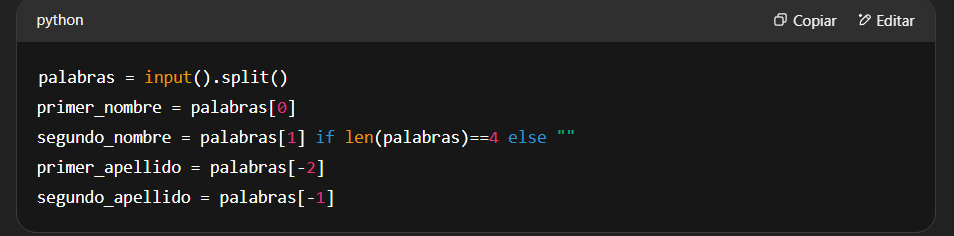 python
Copiar
Editar
palabras = input().split()
primer_nombre = palabras[0]
segundo_nombre = palabras[1] if len(palabras)==4 else ""
primer_apellido = palabras[-2]
segundo_apellido = palabras[-1]